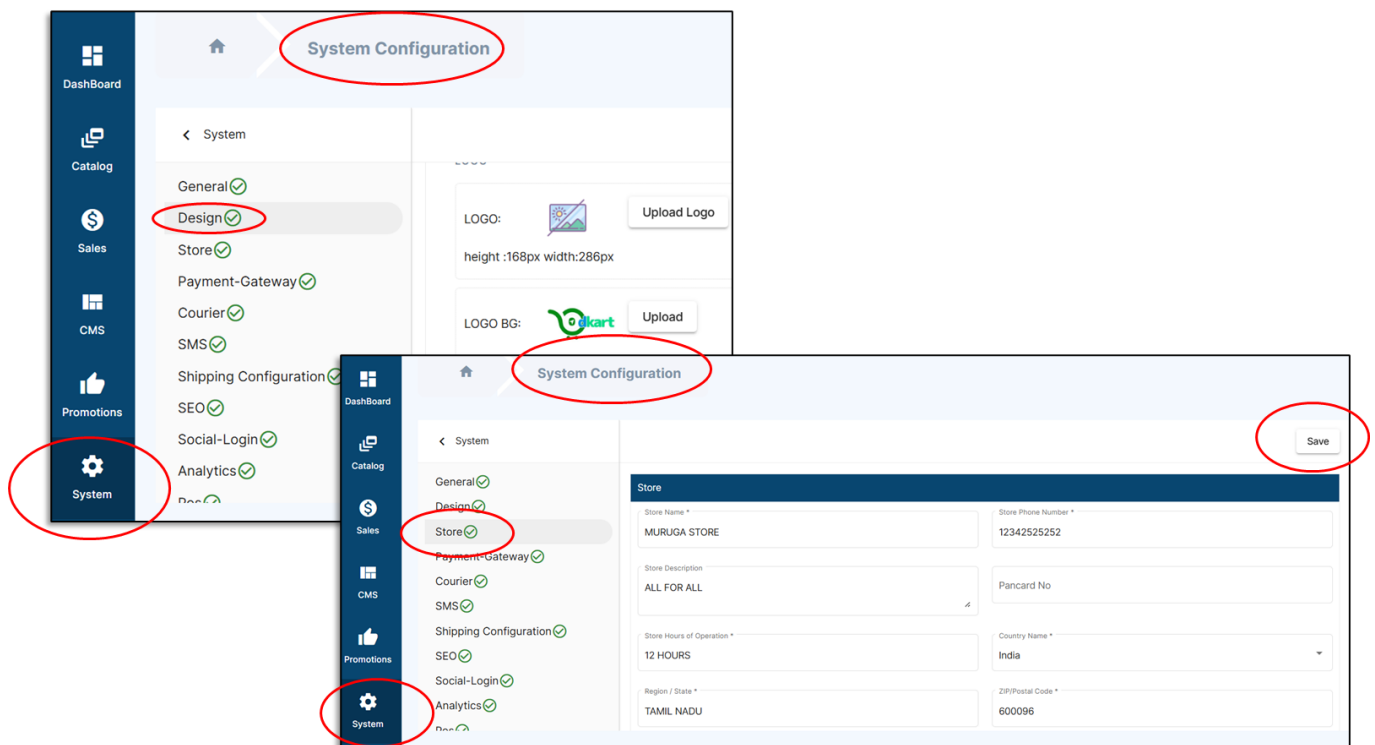 System Configuration
DashBoard
System
Catalog
General
LOGO:
Upload Logo
Design
Sales
Store
height :168px width:286px
Payment-Gateway
Courier
LOGO BG:
dkart
Upload
CMS
SMS
Shipping Configuration
SEO
Promotions
Social-Login
Analytics
System
Pos
System Configuration
DashBoard
System
Save
Catalog
General
Store
Design
Store Name *
Store Phone Number *
Sales
Store
MURUGA STORE
12342525252
Payment-Gateway
Store Description
Courier
ALL FOR ALL
Pancard No
CMS
SMS
Shipping Configuration
Store Hours of Operation *
Country Name *
Promotions
SEO
12 HOURS
India
Social-Login
Region / State *
ZIP/Postal Code *
Analytics
TAMIL NADU
600096
System
Pos